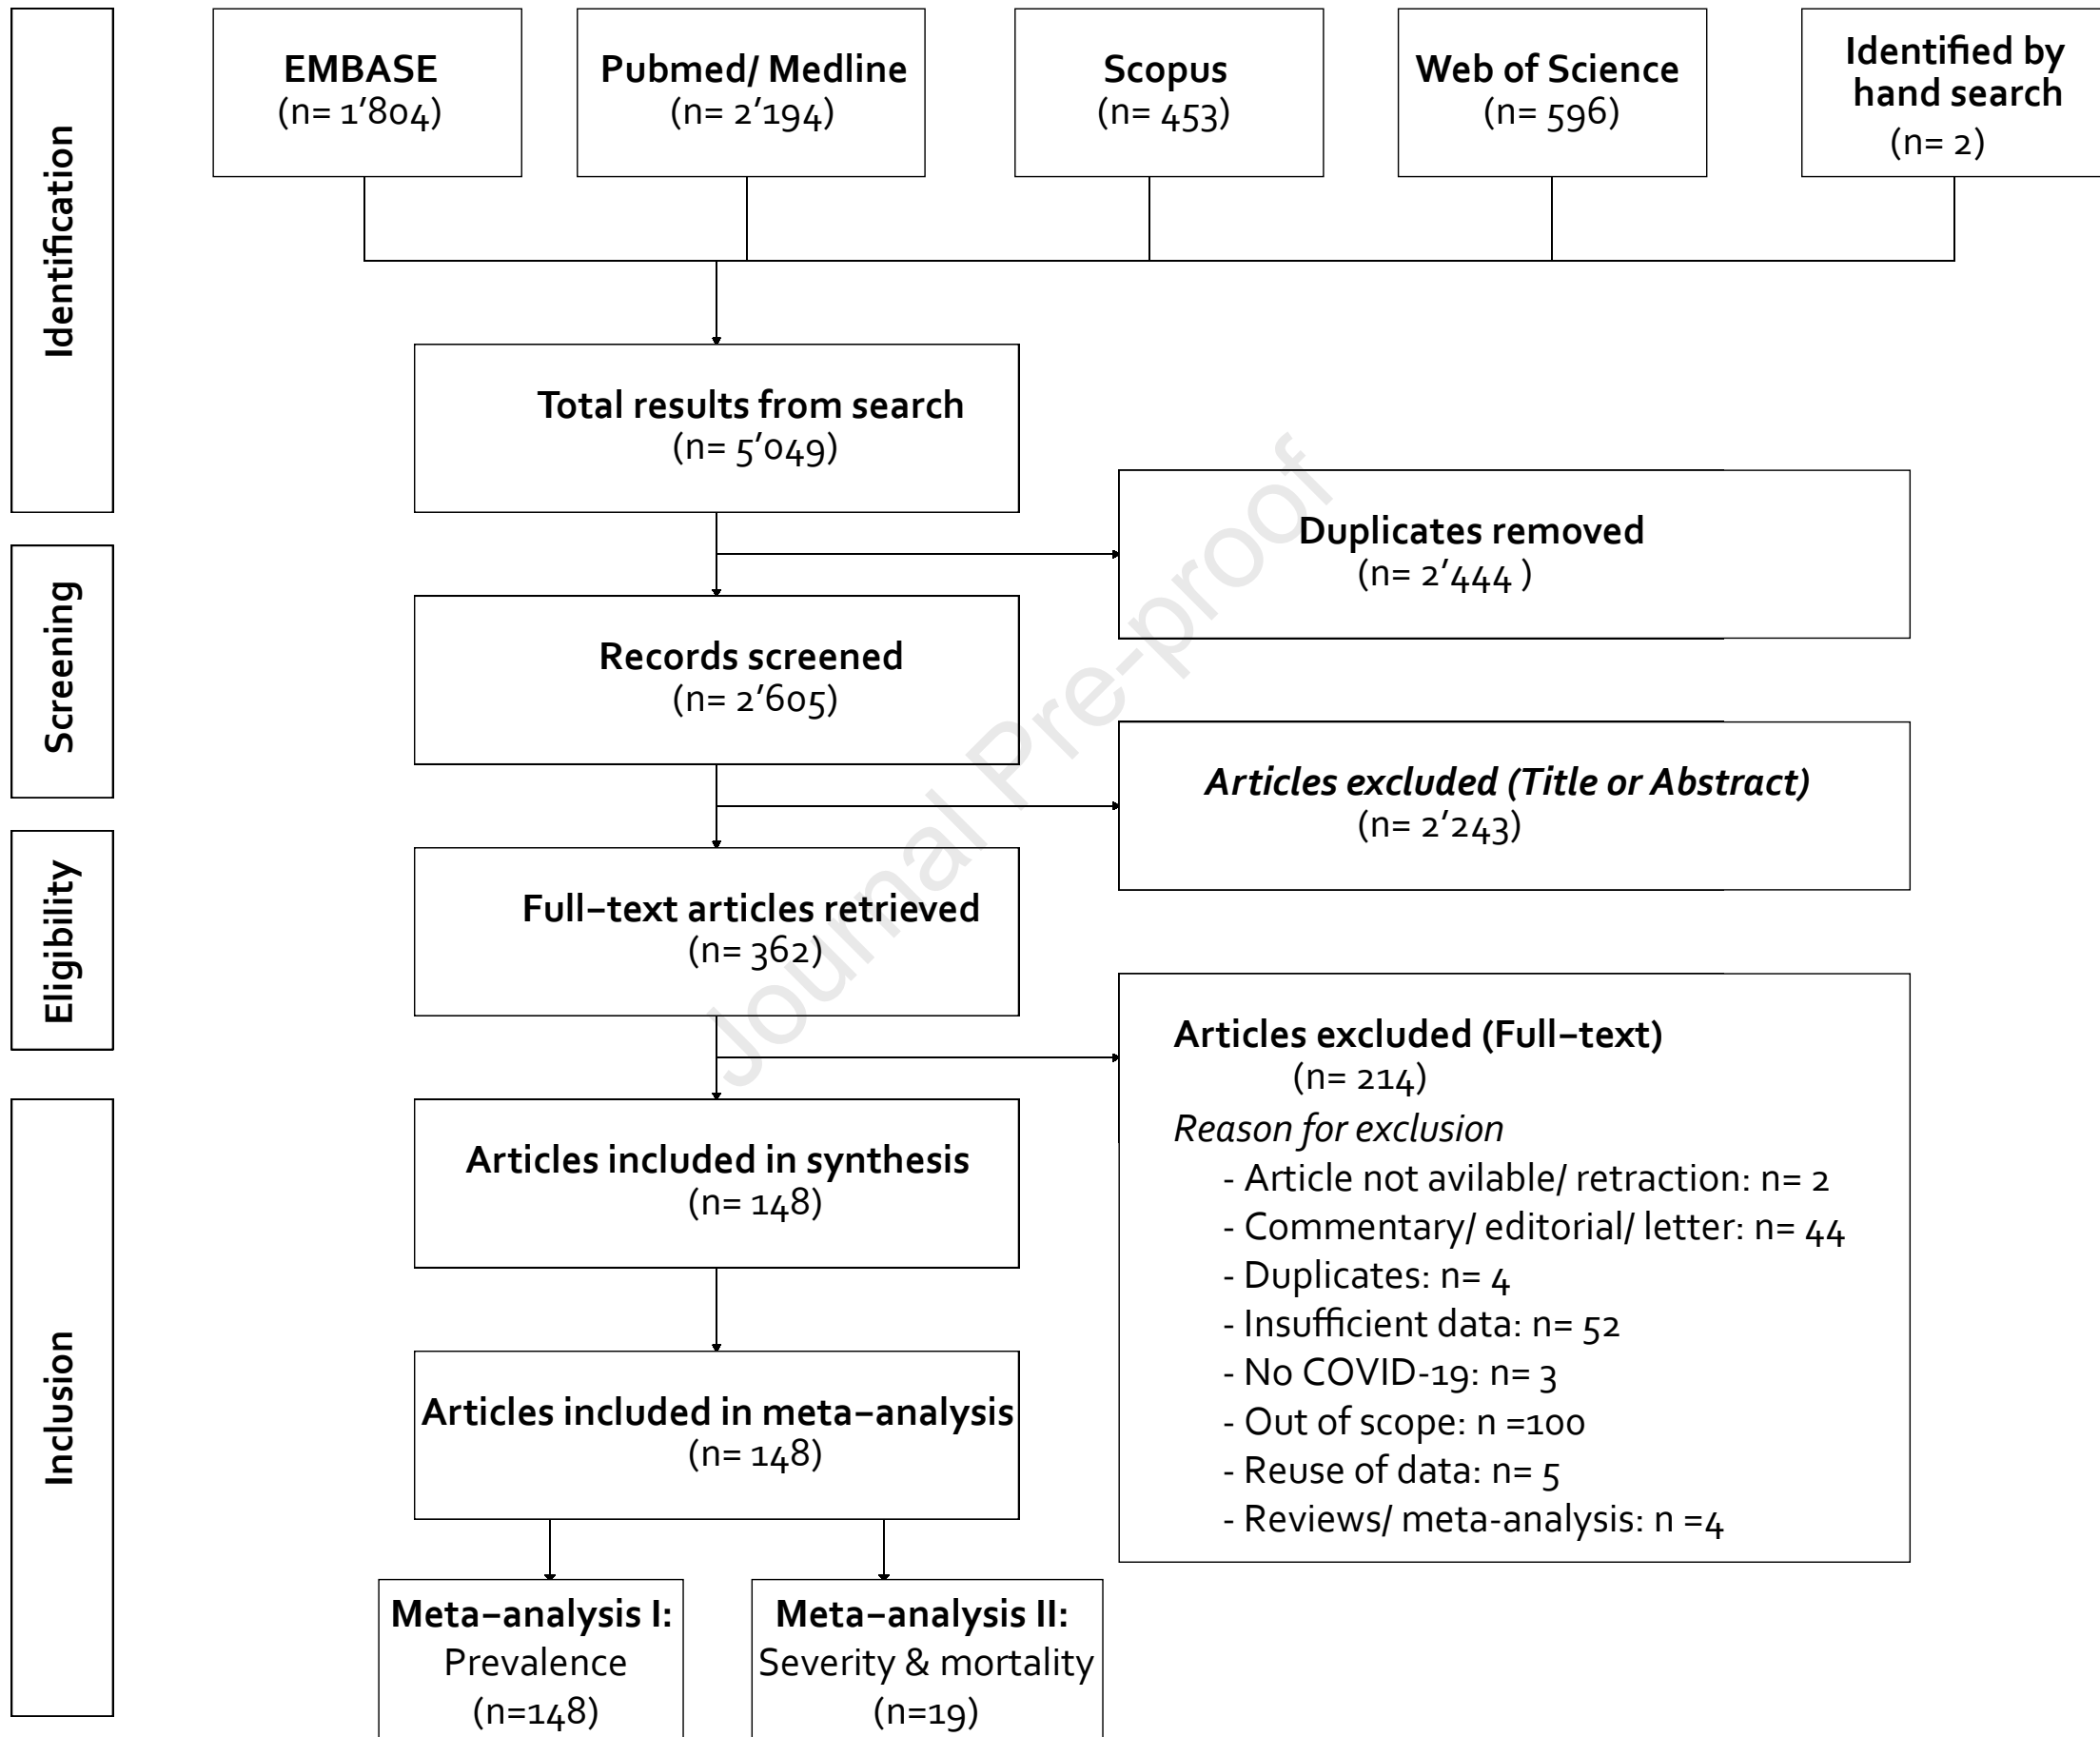 Identification
EMBASE
(n= 1'804)
Pubmed/ Medline
(n= 2'194)
Scopus
(n= 453)
Web of Science
(n= 596)
Identified by
hand search
(n= 2)
Total results from search
(n= 5'049)
Duplicates removed
(n= 2'444 )
Screening
Records screened
(n= 2'605)
Articles excluded (Title or Abstract)
(n= 2'243)
Eligibility
Full–text articles retrieved
(n= 362)
Articles excluded (Full–text)
(n= 214)
Reason for exclusion
- Article not avilable/ retraction: n= 2
- Commentary/ editorial/ letter: n= 44
- Duplicates: n= 4
- Insufficient data: n= 52
- No COVID-19: n= 3
- Out of scope: n =100
- Reuse of data: n= 5
- Reviews/ meta-analysis: n =4
Inclusion
Articles included in synthesis
(n= 148)
Articles included in meta–analysis
(n= 148)
Meta–analysis I:
Prevalence
(n=148)
Meta–analysis II:
Severity & mortality
(n=19)
Journal Pre-proof